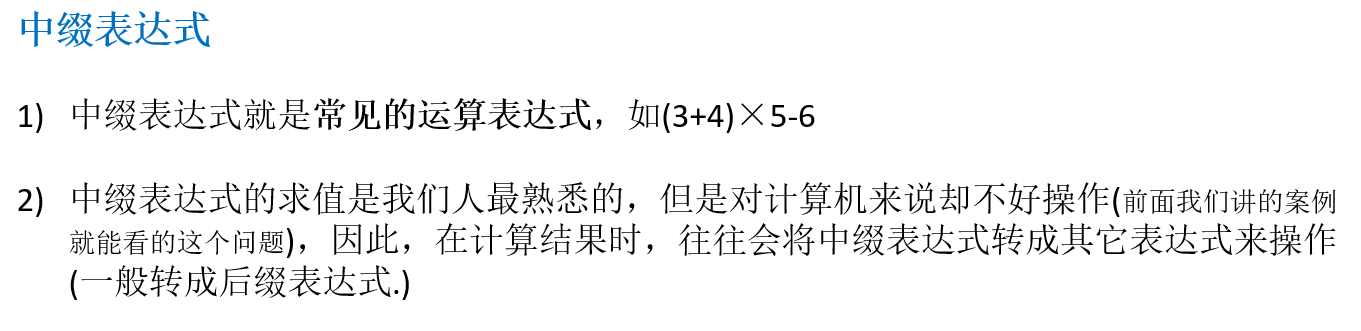 中缀表达式
1) 中缀表达式就是常见的运算表达式，如(3+4)×5-6
2) 中缀表达式的求值是我们人最熟悉的，但是对计算机来说却不好操作(前面我们讲的案例
就能看的这个问题)，因此，在计算结果时，往往会将中缀表达式转成其它表达式来操作
(一般转成后缀表达式.)